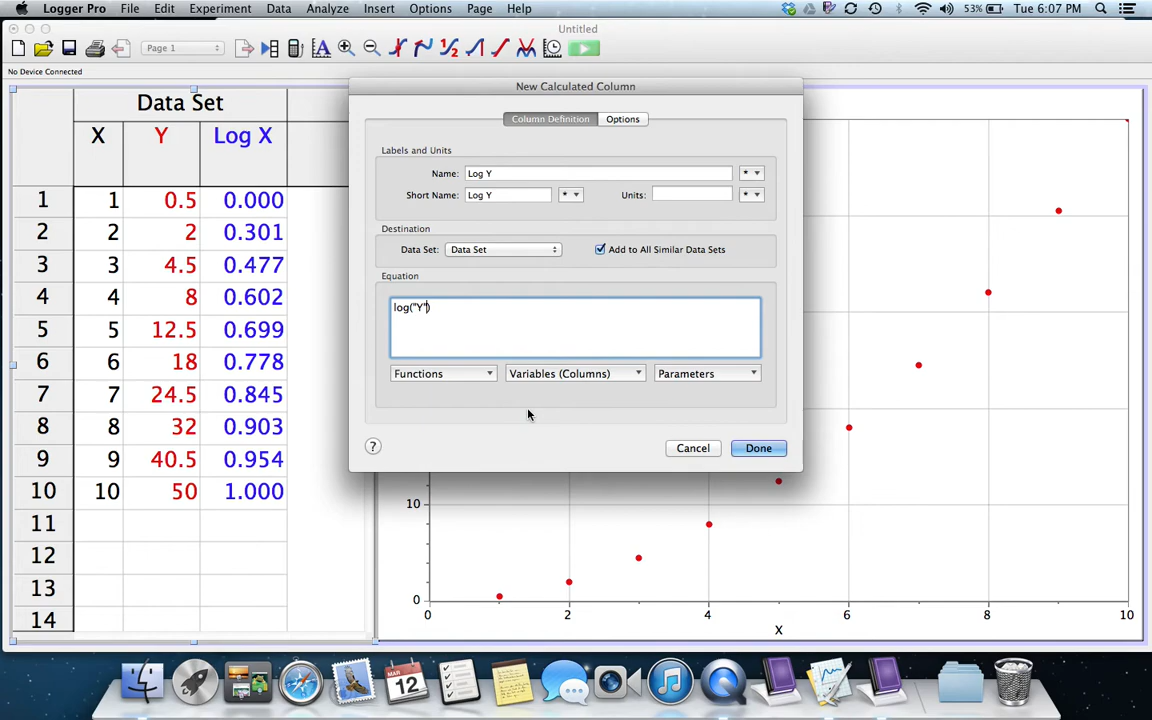 Logger Pro File Edit Experiment Data Analyze Insert Options Page Help 53% Tue 6:07 PM
Untitled
Page 1
No Device Connected
Data Set
X Y Log X
1 1 0.5 0.000
2 2 2 0.301
3 3 4.5 0.477
4 4 8 0.602
5 5 12.5 0.699
6 6 18 0.778
7 7 24.5 0.845
8 8 32 0.903
9 9 40.5 0.954
10 10 50 1.000
11
12
13
14
New Calculated Column
Column Definition Options
Labels and Units
Name: Log Y *
Short Name: Log Y * Units: *
Destination
Data Set: Data Set Add to All Similar Data Sets
Equation
log("Y")
Functions Variables (Columns) Parameters
? Cancel Done
10
0
0 2 4 6 8 10
X
MAR
12